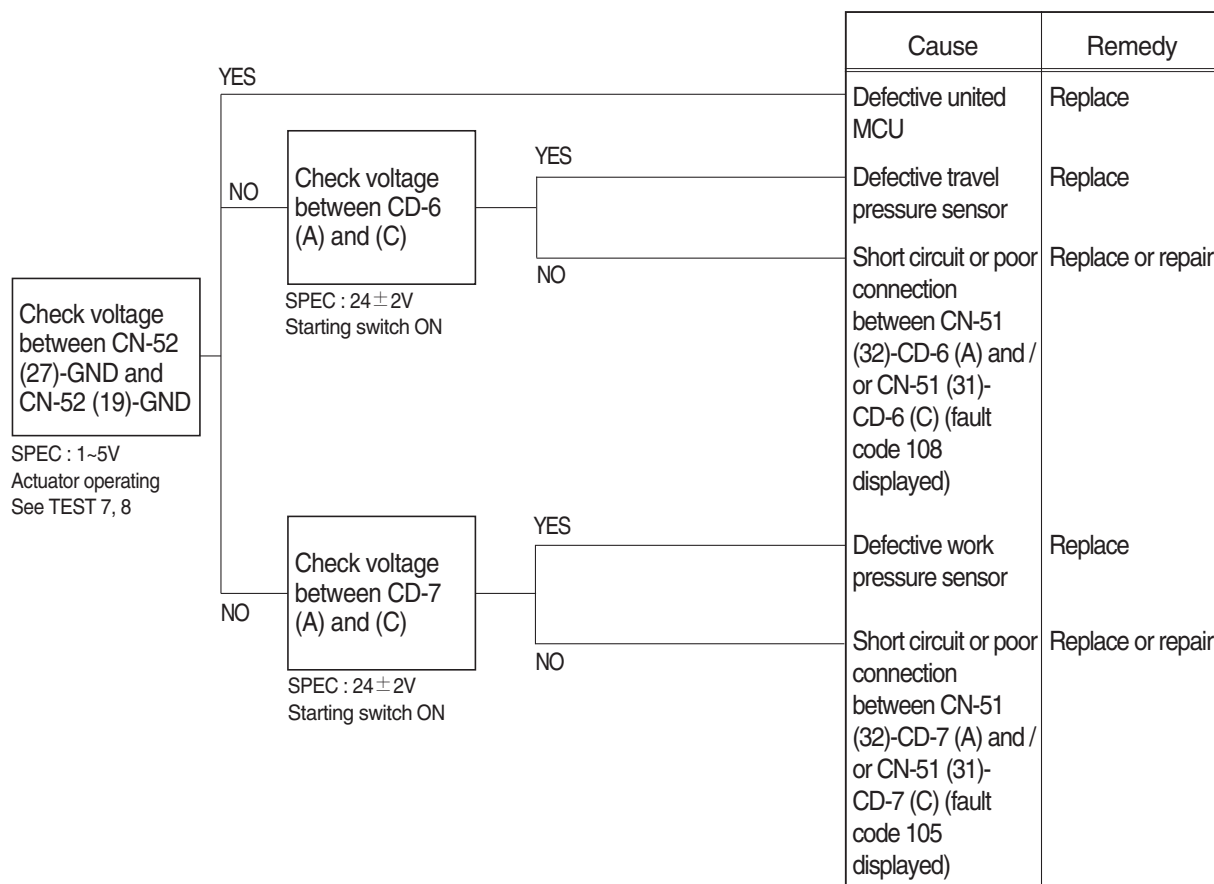 Cause
Remedy
YES
Defective united
MCU
Replace
NO
Check voltage
between CD-6
(A) and (C)
SPEC : 24±2V
Starting switch ON
YES
Defective travel
pressure sensor
Replace
NO
Short circuit or poor
connection
between CN-51
(32)-CD-6 (A) and /
or CN-51 (31)-
CD-6 (C) (fault
code 108
displayed)
Replace or repair
Check voltage
between CN-52
(27)-GND and
CN-52 (19)-GND
SPEC : 1~5V
Actuator operating
See TEST 7, 8
NO
Check voltage
between CD-7
(A) and (C)
SPEC : 24±2V
Starting switch ON
YES
Defective work
pressure sensor
Replace
NO
Short circuit or poor
connection
between CN-51
(32)-CD-7 (A) and /
or CN-51 (31)-
CD-7 (C) (fault
code 105
displayed)
Replace or repair